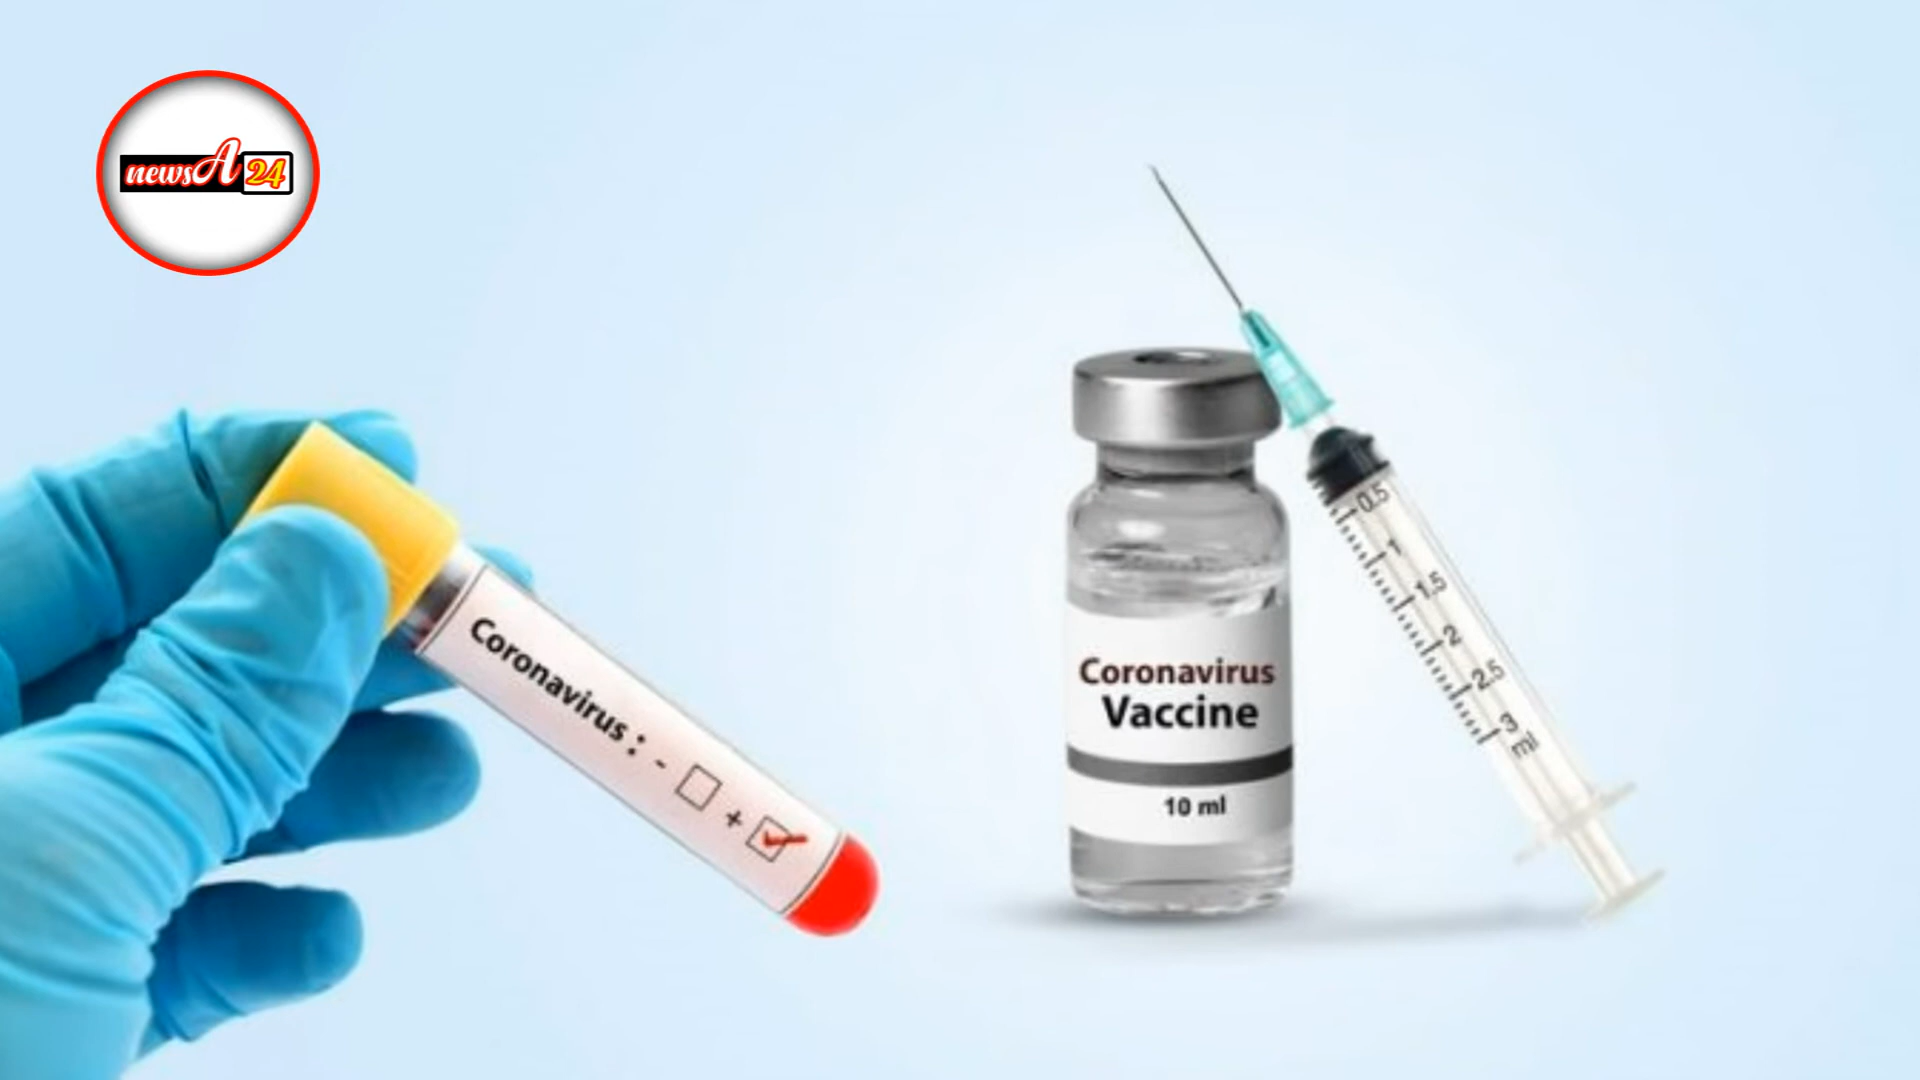 newsA24
Coronavirus : - +
Coronavirus
Vaccine
10 ml
0.5
1
1.5
2
2.5
3
ml